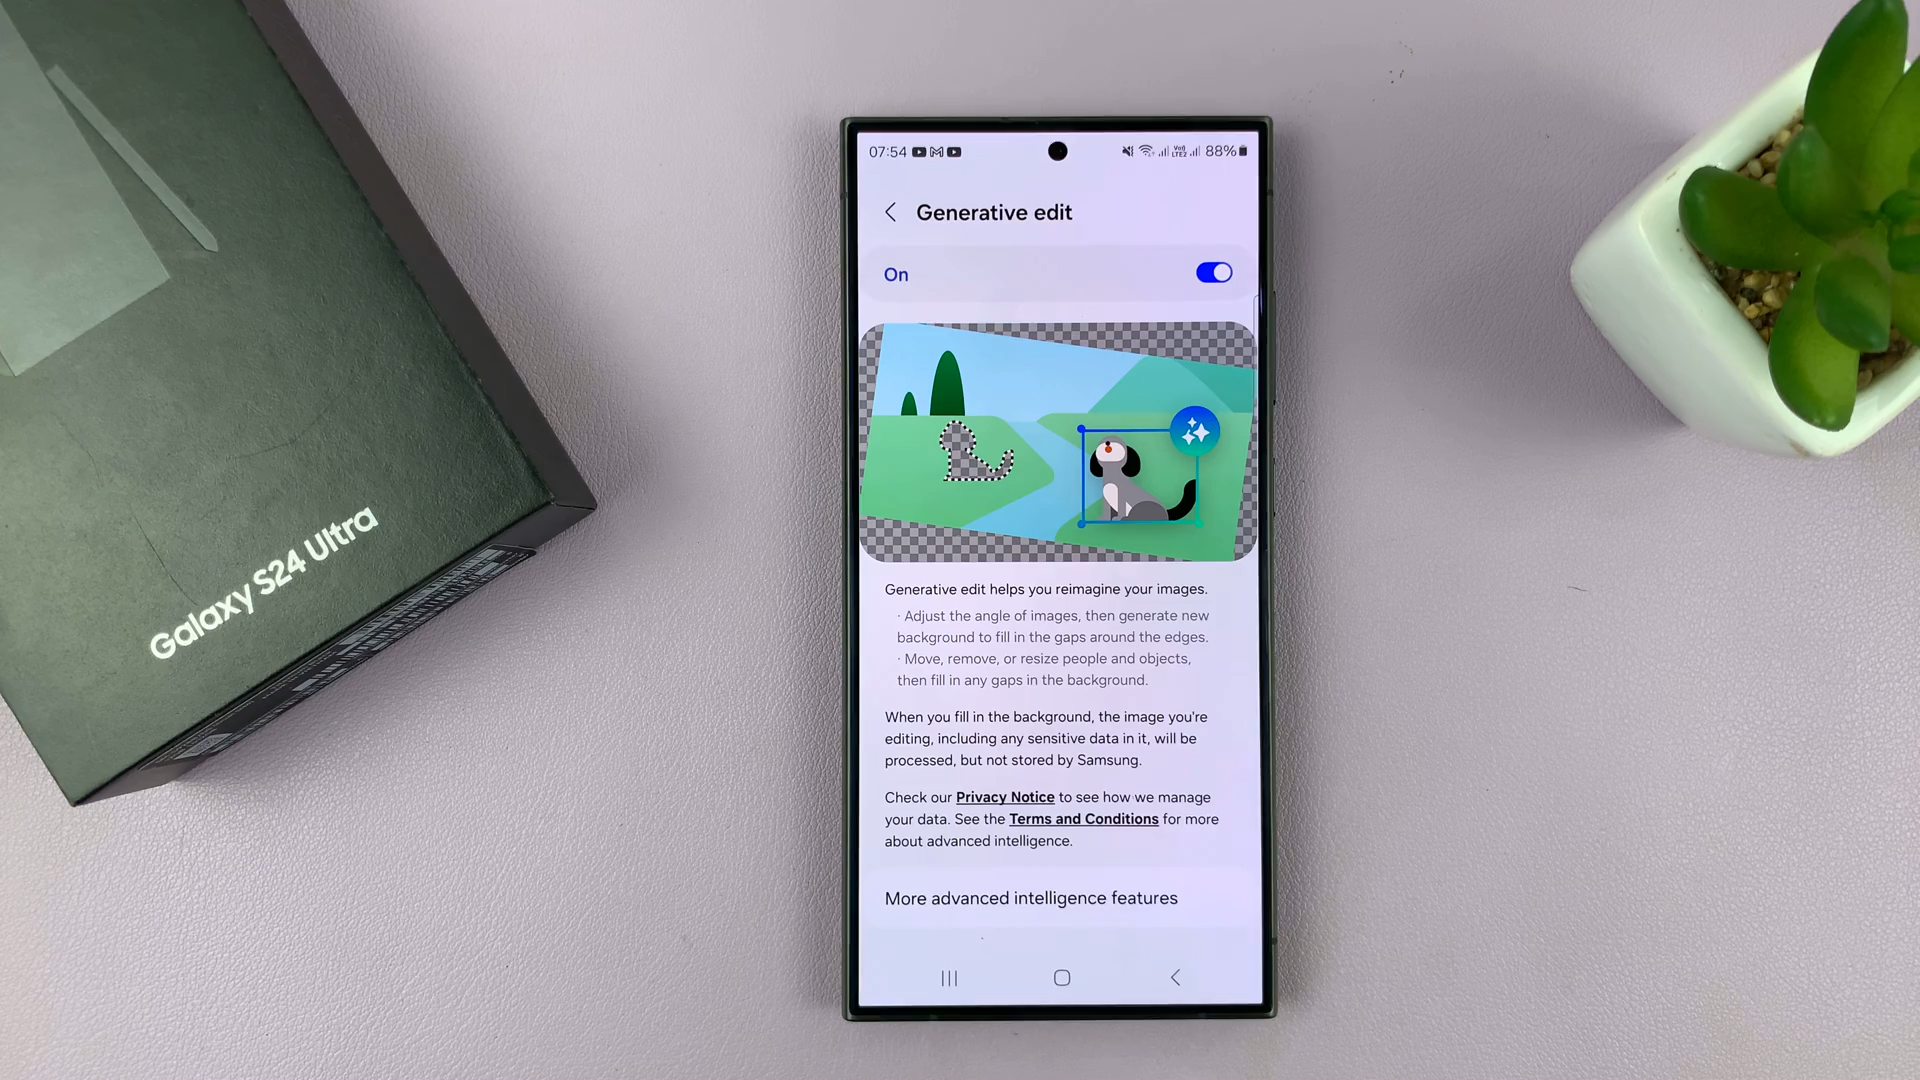 Galaxy S24 Ultra
07:54
88%
Generative edit
On
Generative edit helps you reimagine your images.
· Adjust the angle of images, then generate new
background to fill in the gaps around the edges.
· Move, remove, or resize people and objects,
then fill in any gaps in the background.
When you fill in the background, the image you're
editing, including any sensitive data in it, will be
processed, but not stored by Samsung.
Check our Privacy Notice to see how we manage
your data. See the Terms and Conditions for more
about advanced intelligence.
More advanced intelligence features